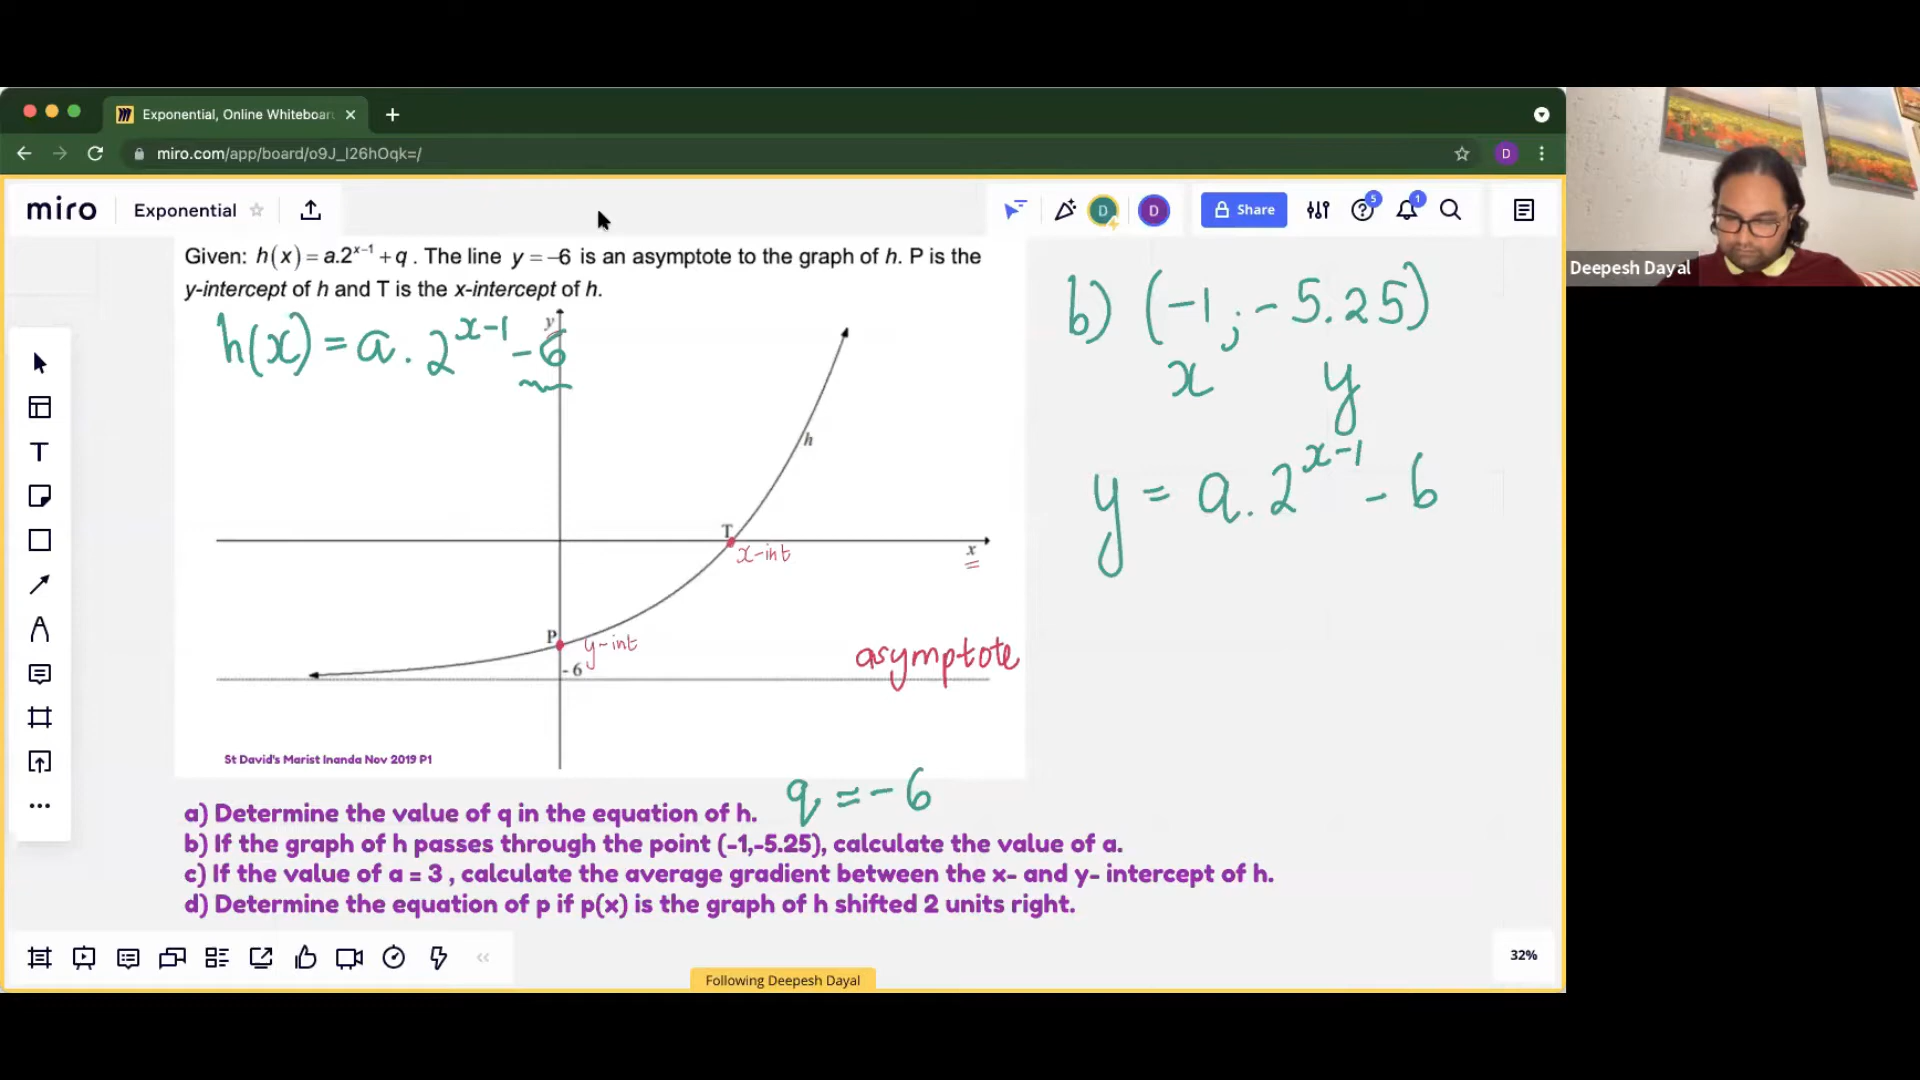 Exponential, Online Whiteboar
miro.com/app/board/o9J_l26hOqk=/
D
miro
Exponential
D
D
Share
5
1
Given: h(x) = a.2^{x-1} + q . The line y = -6 is an asymptote to the graph of h. P is the
y-intercept of h and T is the x-intercept of h.
h(x) = a . 2^{x-1} - 6
y
h
T
x-int
x
P
y-int
-6
asymptote
St David's Marist Inanda Nov 2019 P1
b) (-1 ; -5.25)
x y
y = a . 2^{x-1} - 6
a) Determine the value of q in the equation of h. q = -6
b) If the graph of h passes through the point (-1,-5.25), calculate the value of a.
c) If the value of a = 3 , calculate the average gradient between the x- and y- intercept of h.
d) Determine the equation of p if p(x) is the graph of h shifted 2 units right.
32%
Following Deepesh Dayal
Deepesh Dayal